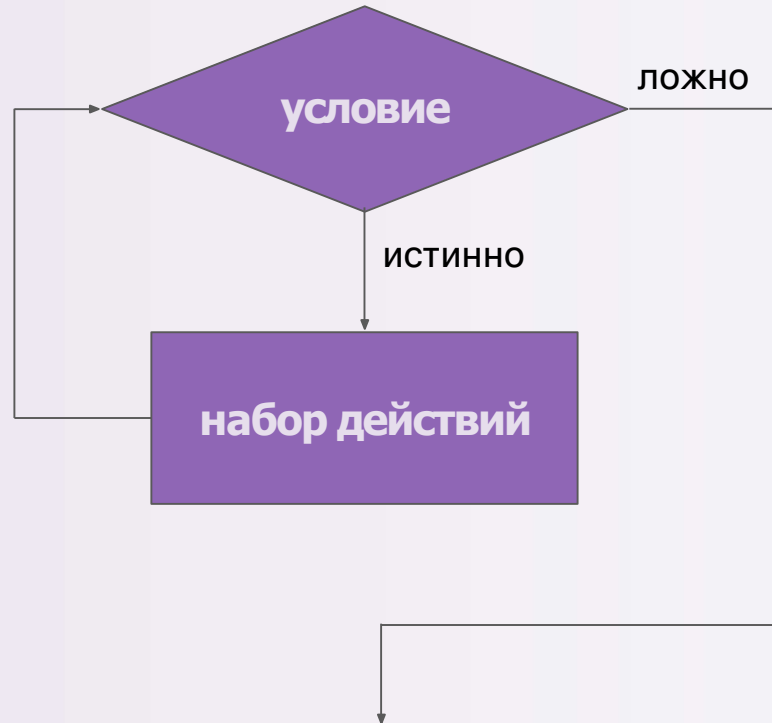 условие
ложно
истинно
набор действий